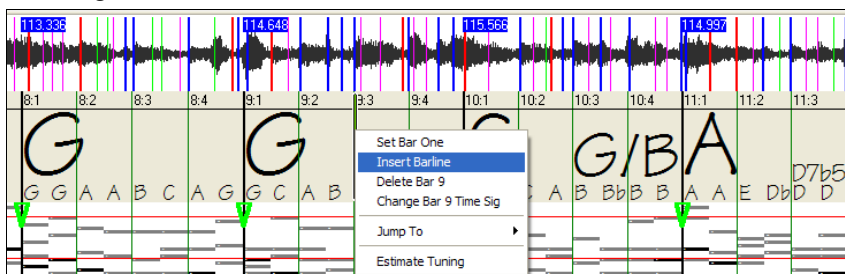 113.336 114.648 115.566 114.997
8:1 8:2 8:3 8:4 9:1 9:2 9:3 9:4 10:1 10:2 10:3 10:4 11:1 11:2 11:3
G G G/B A D7b5
G G A A B C A G G C A B C A B Bb B B A A E Db D D
Set Bar One
Insert Barline
Delete Bar 9
Change Bar 9 Time Sig
Jump To
Estimate Tuning